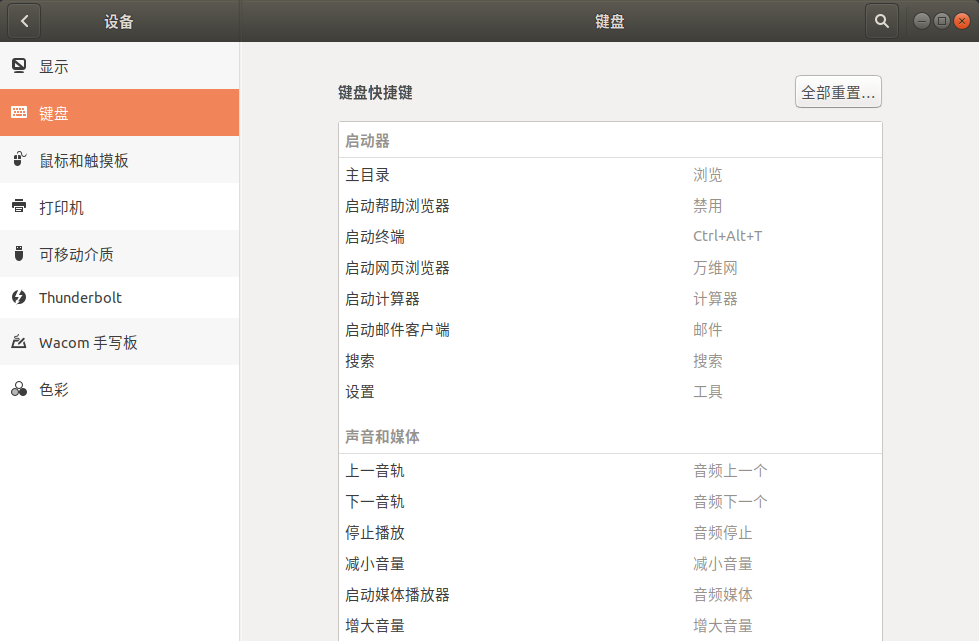 设备
键盘
显示
键盘
鼠标和触摸板
打印机
可移动介质
Thunderbolt
Wacom 手写板
色彩
键盘快捷键
全部重置…
启动器
主目录 浏览
启动帮助浏览器 禁用
启动终端 Ctrl+Alt+T
启动网页浏览器 万维网
启动计算器 计算器
启动邮件客户端 邮件
搜索 搜索
设置 工具
声音和媒体
上一音轨 音频上一个
下一音轨 音频下一个
停止播放 音频停止
减小音量 减小音量
启动媒体播放器 音频媒体
增大音量 增大音量